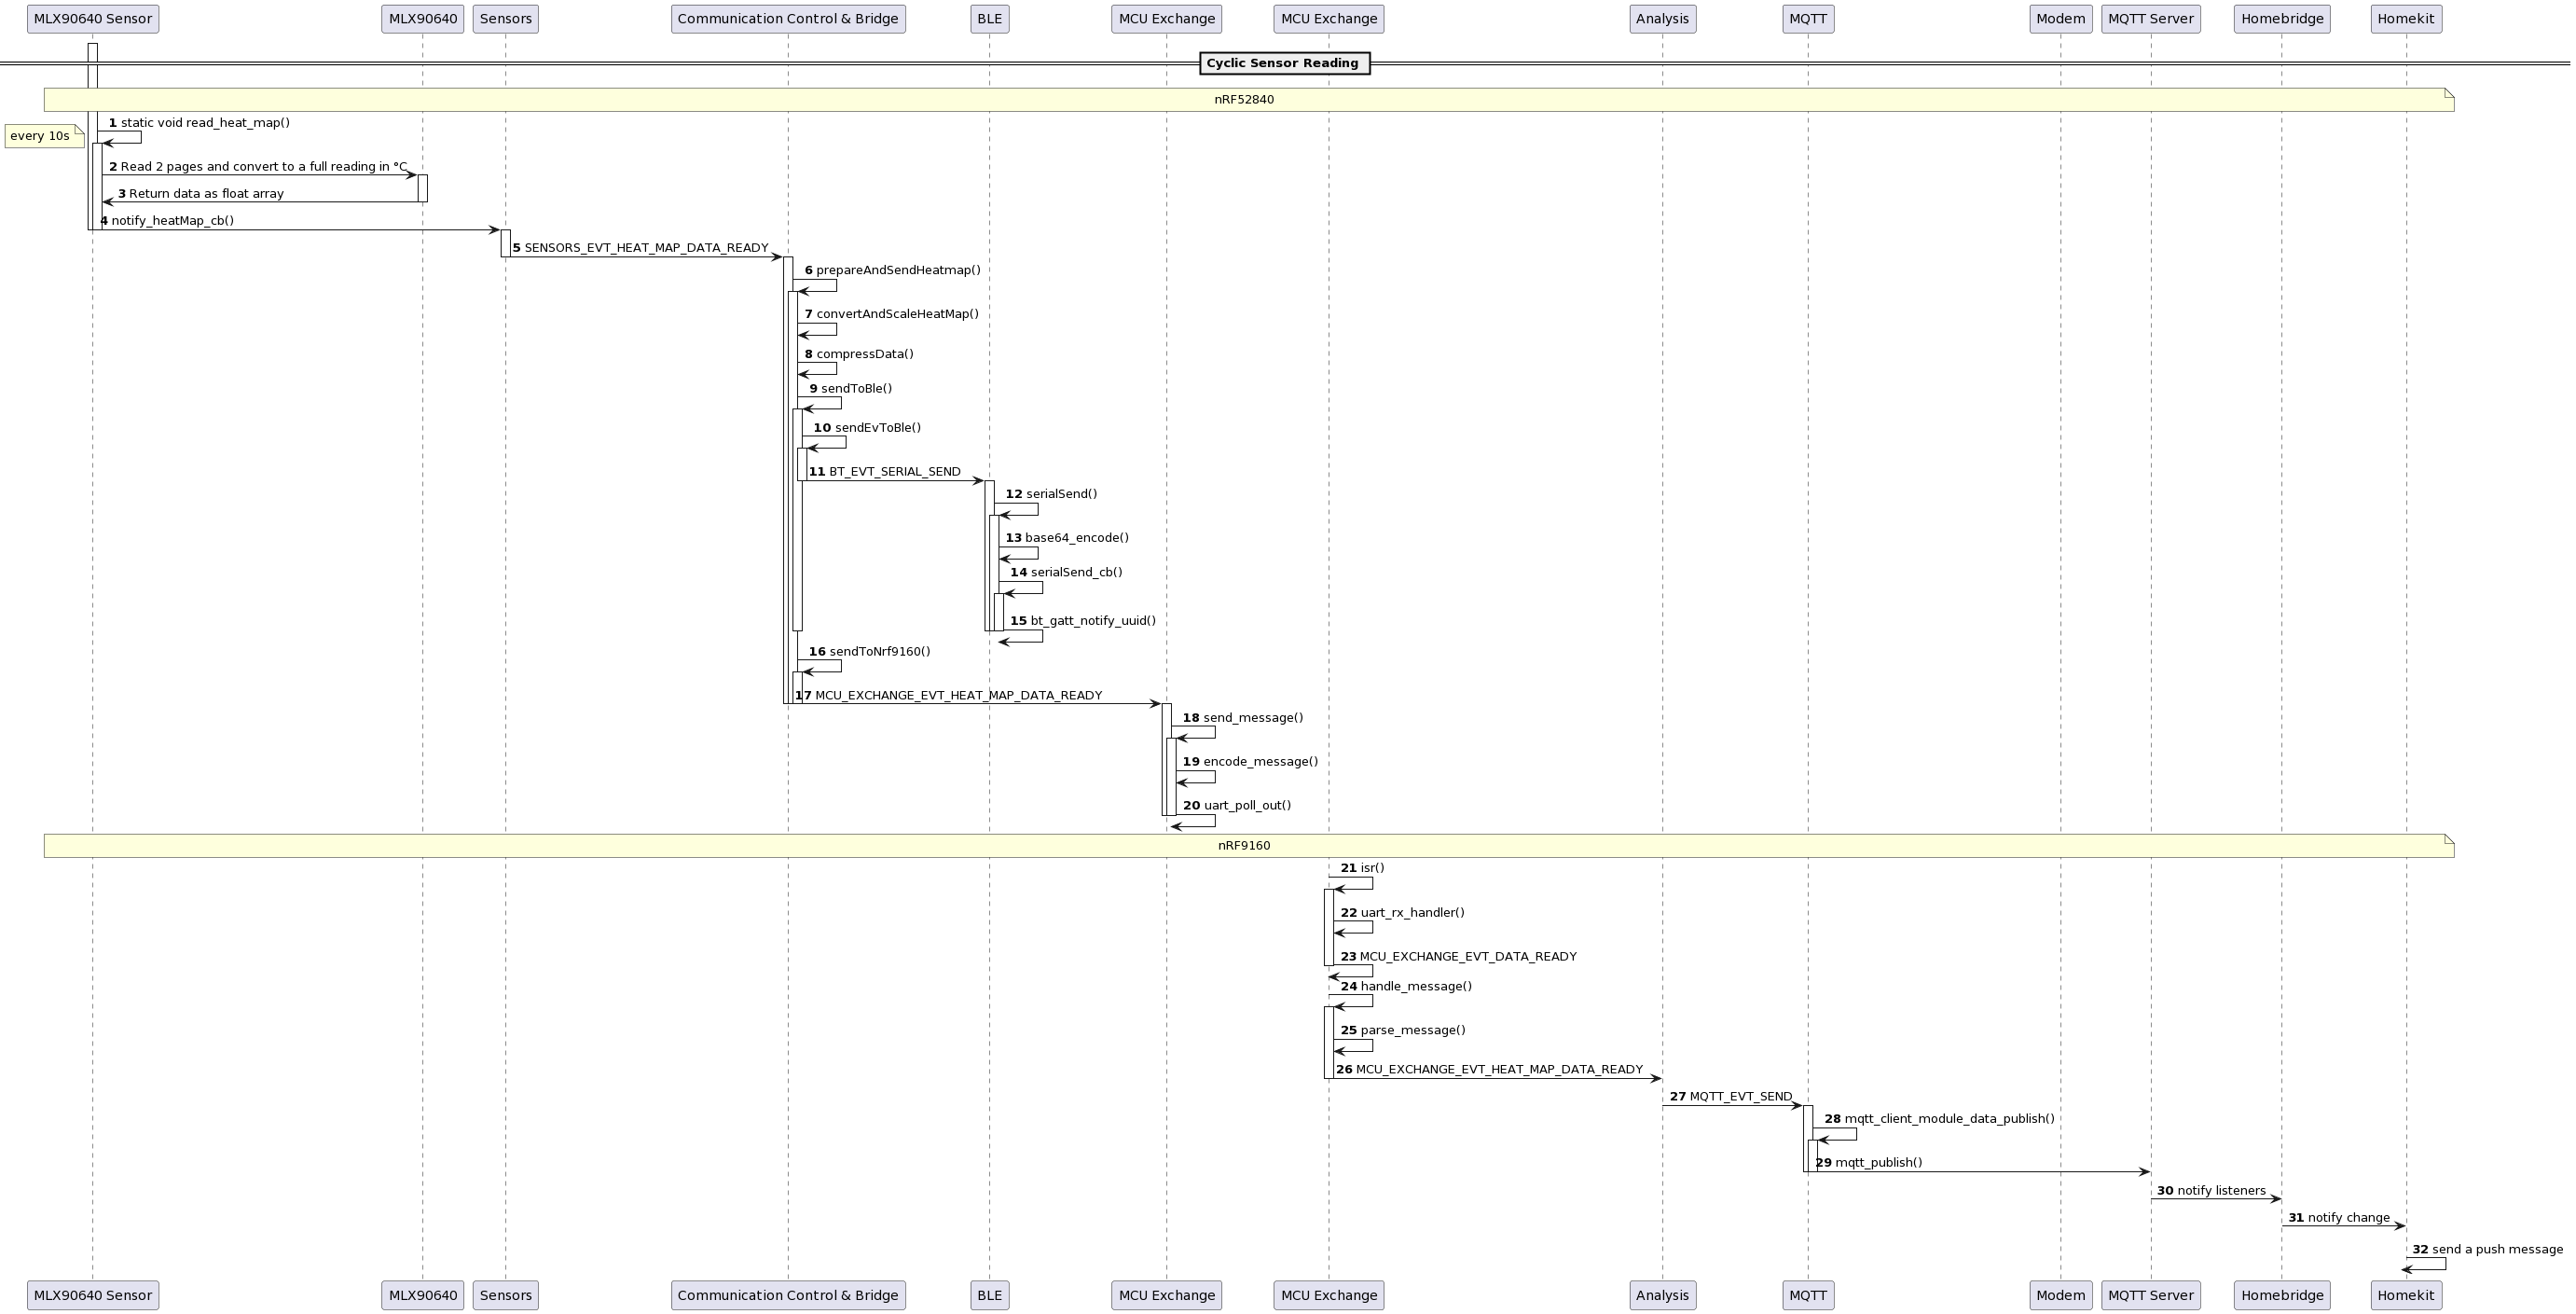 MLX90640 Sensor
MLX90640
Sensors
Communication Control & Bridge
BLE
MCU Exchange
MCU Exchange
Analysis
MQTT
Modem
MQTT Server
Homebridge
Homekit
Cyclic Sensor Reading
nRF52840
1 static void read_heat_map()
every 10s
2 Read 2 pages and convert to a full reading in °C
3 Return data as float array
4 notify_heatMap_cb()
5 SENSORS_EVT_HEAT_MAP_DATA_READY
6 prepareAndSendHeatmap()
7 convertAndScaleHeatMap()
8 compressData()
9 sendToBle()
10 sendEvToBle()
11 BT_EVT_SERIAL_SEND
12 serialSend()
13 base64_encode()
14 serialSend_cb()
15 bt_gatt_notify_uuid()
16 sendToNrf9160()
17 MCU_EXCHANGE_EVT_HEAT_MAP_DATA_READY
18 send_message()
19 encode_message()
20 uart_poll_out()
nRF9160
21 isr()
22 uart_rx_handler()
23 MCU_EXCHANGE_EVT_DATA_READY
24 handle_message()
25 parse_message()
26 MCU_EXCHANGE_EVT_HEAT_MAP_DATA_READY
27 MQTT_EVT_SEND
28 mqtt_client_module_data_publish()
29 mqtt_publish()
30 notify listeners
31 notify change
32 send a push message
MLX90640 Sensor
MLX90640
Sensors
Communication Control & Bridge
BLE
MCU Exchange
MCU Exchange
Analysis
MQTT
Modem
MQTT Server
Homebridge
Homekit